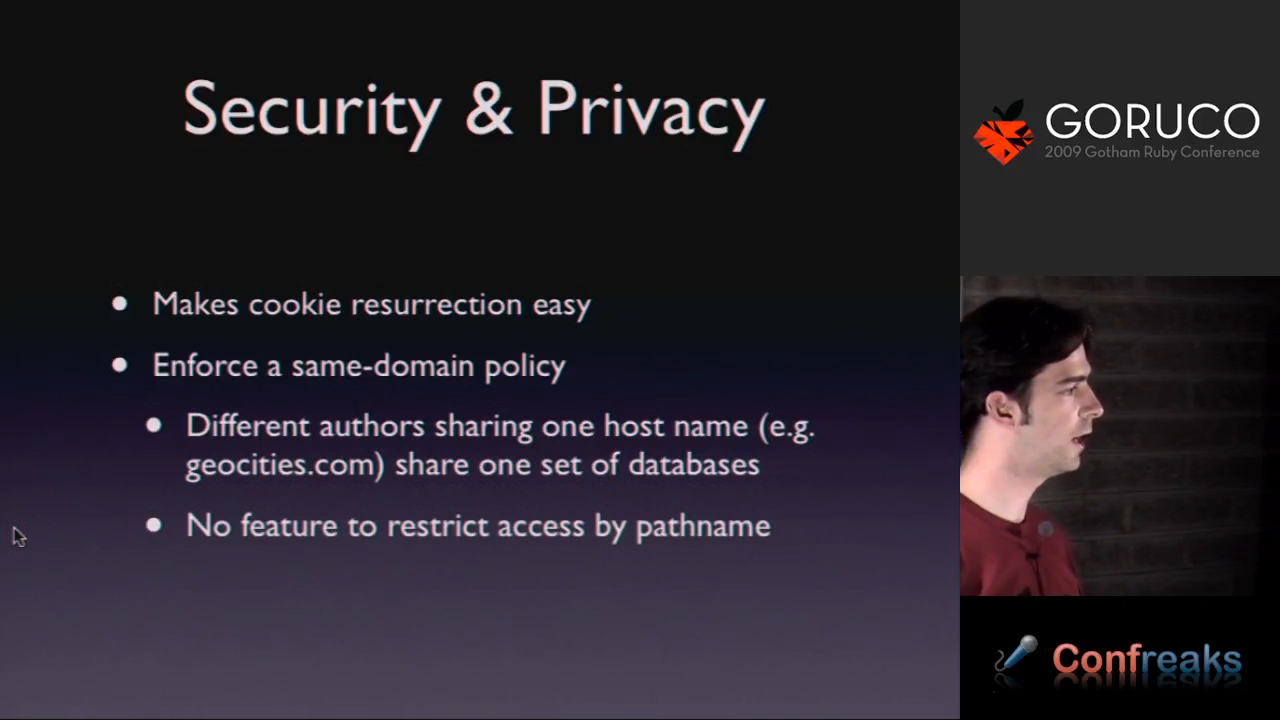 Security & Privacy
Makes cookie resurrection easy
Enforce a same-domain policy
Different authors sharing one host name (e.g.
geocities.com) share one set of databases
No feature to restrict access by pathname
GORUCO
2009 Gotham Ruby Conference
Confreaks